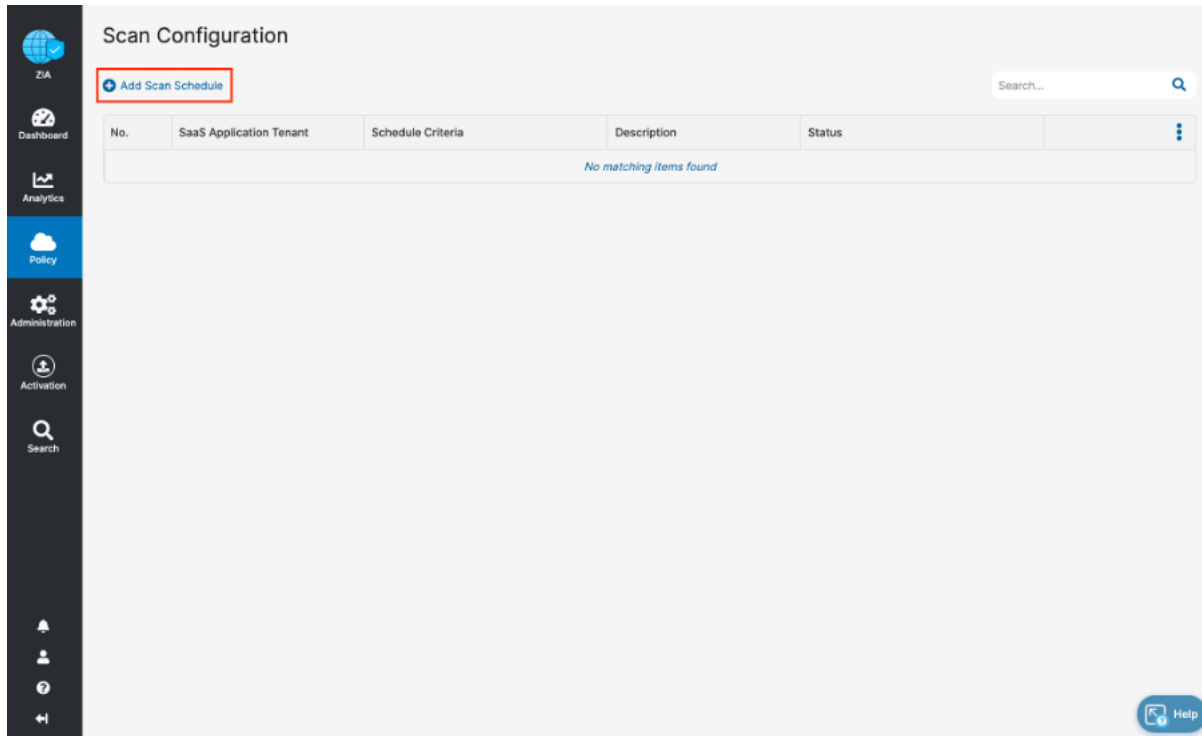 Scan Configuration
ZIA
Add Scan Schedule
Search...
Dashboard
No. SaaS Application Tenant Schedule Criteria Description Status
No matching items found
Analytics
Policy
Administration
Activation
Search
Help